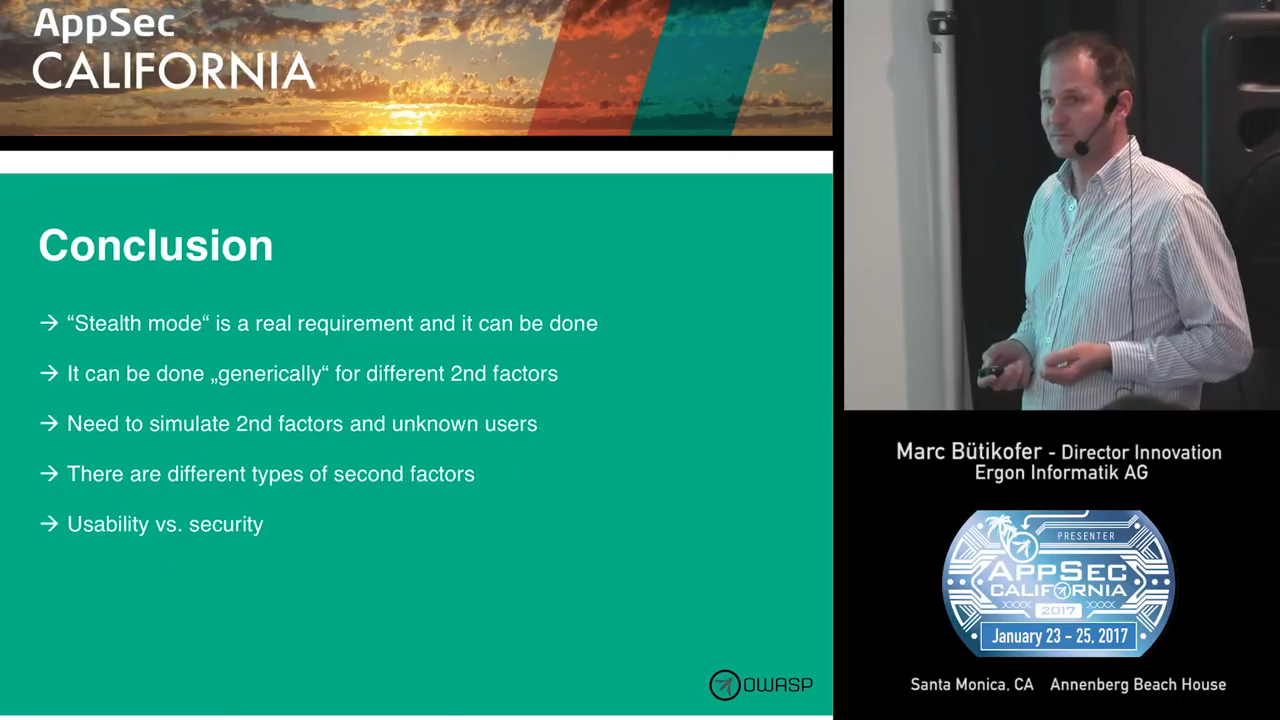 AppSec
CALIFORNIA
Conclusion
→ “Stealth mode“ is a real requirement and it can be done
→ It can be done „generically“ for different 2nd factors
→ Need to simulate 2nd factors and unknown users
→ There are different types of second factors
→ Usability vs. security
OWASP
Marc Bütikofer - Director Innovation
Ergon Informatik AG
PRESENTER
APPSEC
CALIFORNIA
2017
January 23 - 25, 2017
Santa Monica, CA Annenberg Beach House